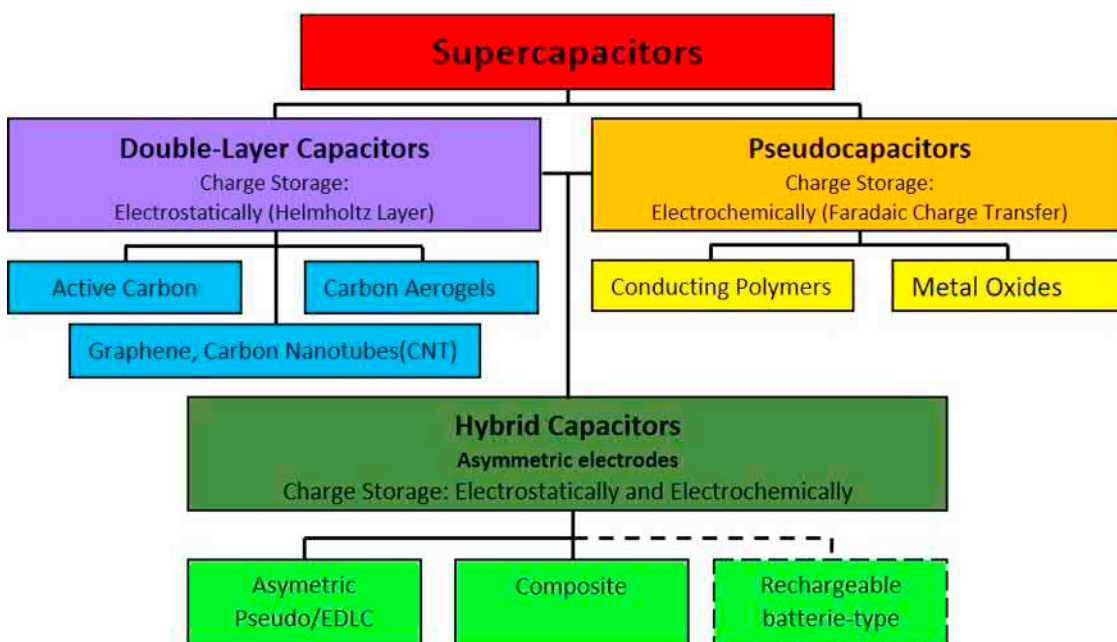 Supercapacitors
Double-Layer Capacitors
Charge Storage:
Electrostatically (Helmholtz Layer)
Pseudocapacitors
Charge Storage:
Electrochemically (Faradaic Charge Transfer)
Active Carbon
Carbon Aerogels
Conducting Polymers
Metal Oxides
Graphene, Carbon Nanotubes(CNT)
Hybrid Capacitors
Asymmetric electrodes
Charge Storage: Electrostatically and Electrochemically
Asymetric
Pseudo/EDLC
Composite
Rechargeable
batterie-type